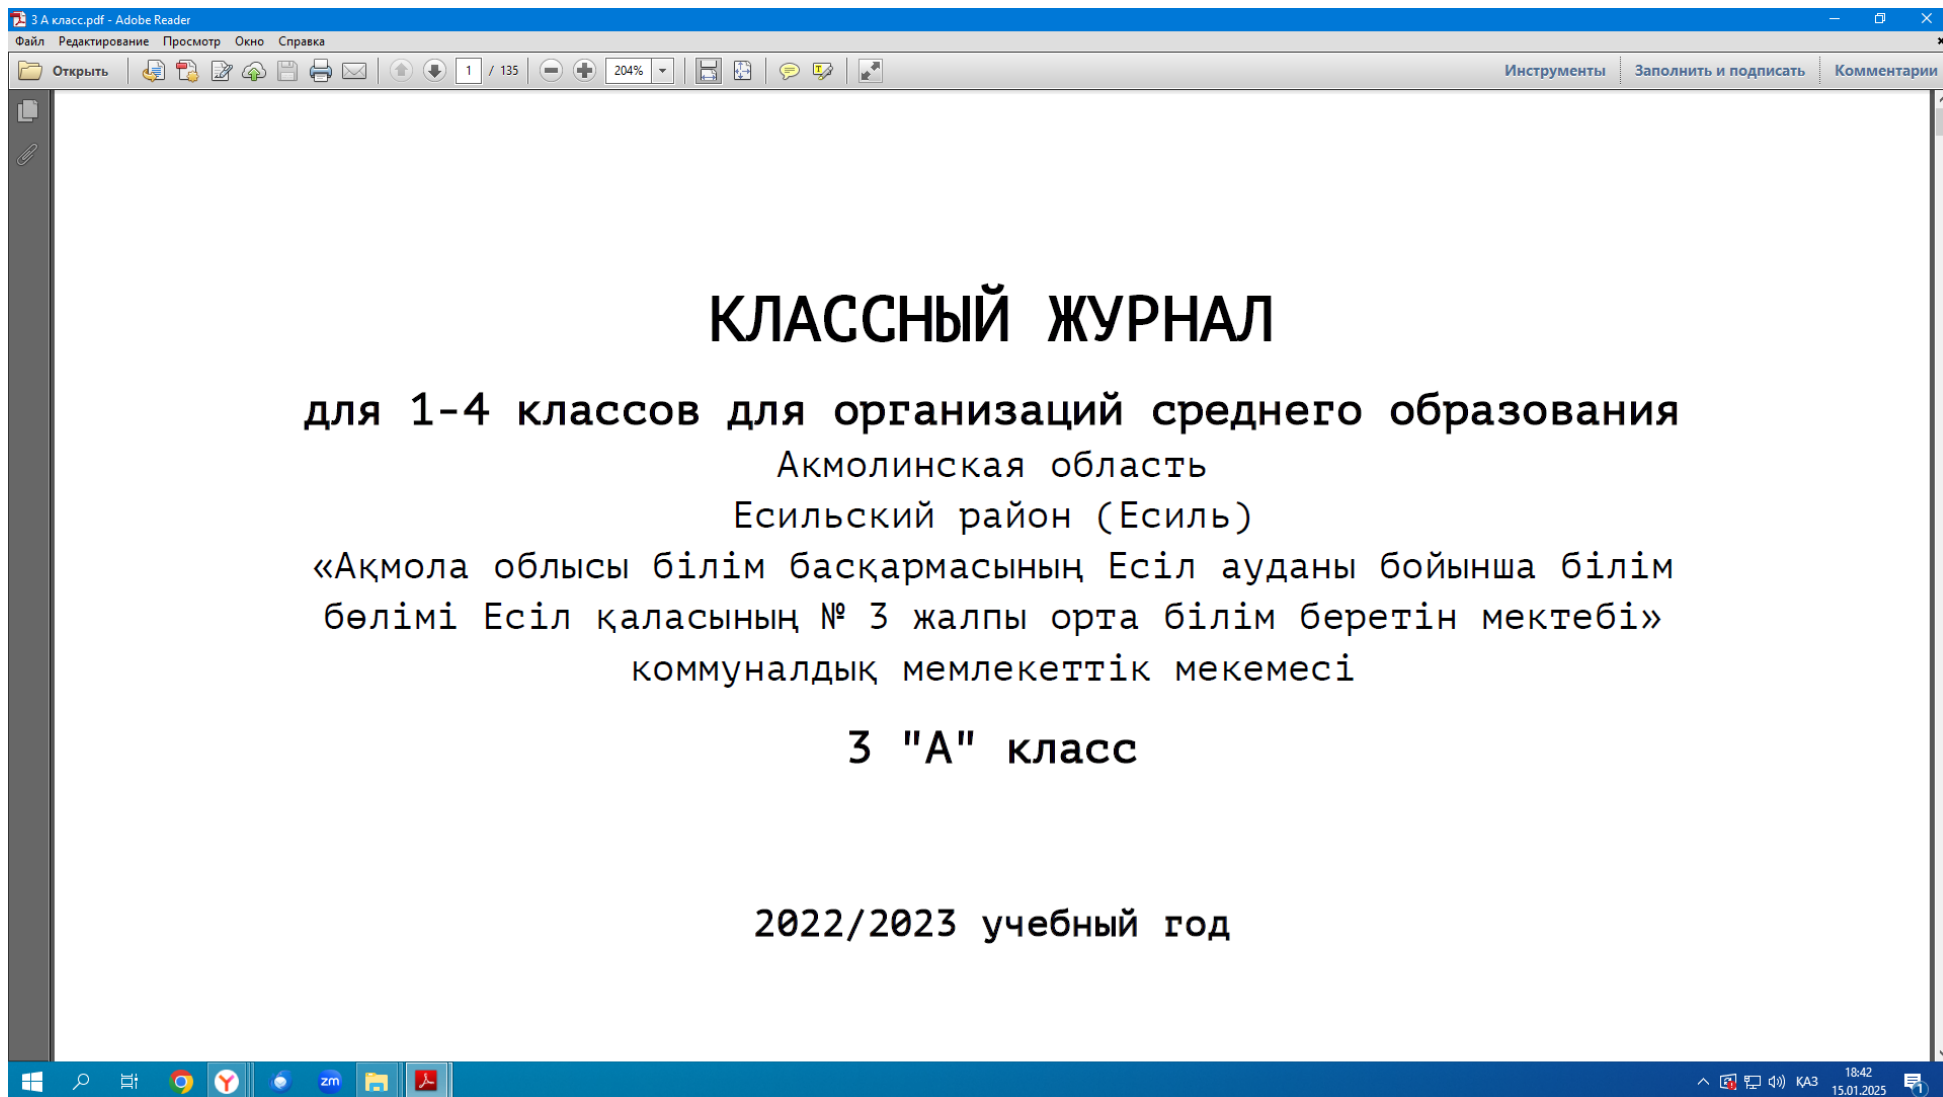 3 А класс.pdf - Adobe Reader
Файл Редактирование Просмотр Окно Справка
Открыть 1 / 135 204% Инструменты Заполнить и подписать Комментарии
КЛАССНЫЙ ЖУРНАЛ
для 1-4 классов для организаций среднего образования
Акмолинская область
Есильский район (Есиль)
«Ақмола облысы білім басқармасының Есіл ауданы бойынша білім
бөлімі Есіл қаласының № 3 жалпы орта білім беретін мектебі»
коммуналдық мемлекеттік мекемесі
3 "А" класс
2022/2023 учебный год
zm
ҚАЗ
18:42
15.01.2025
1